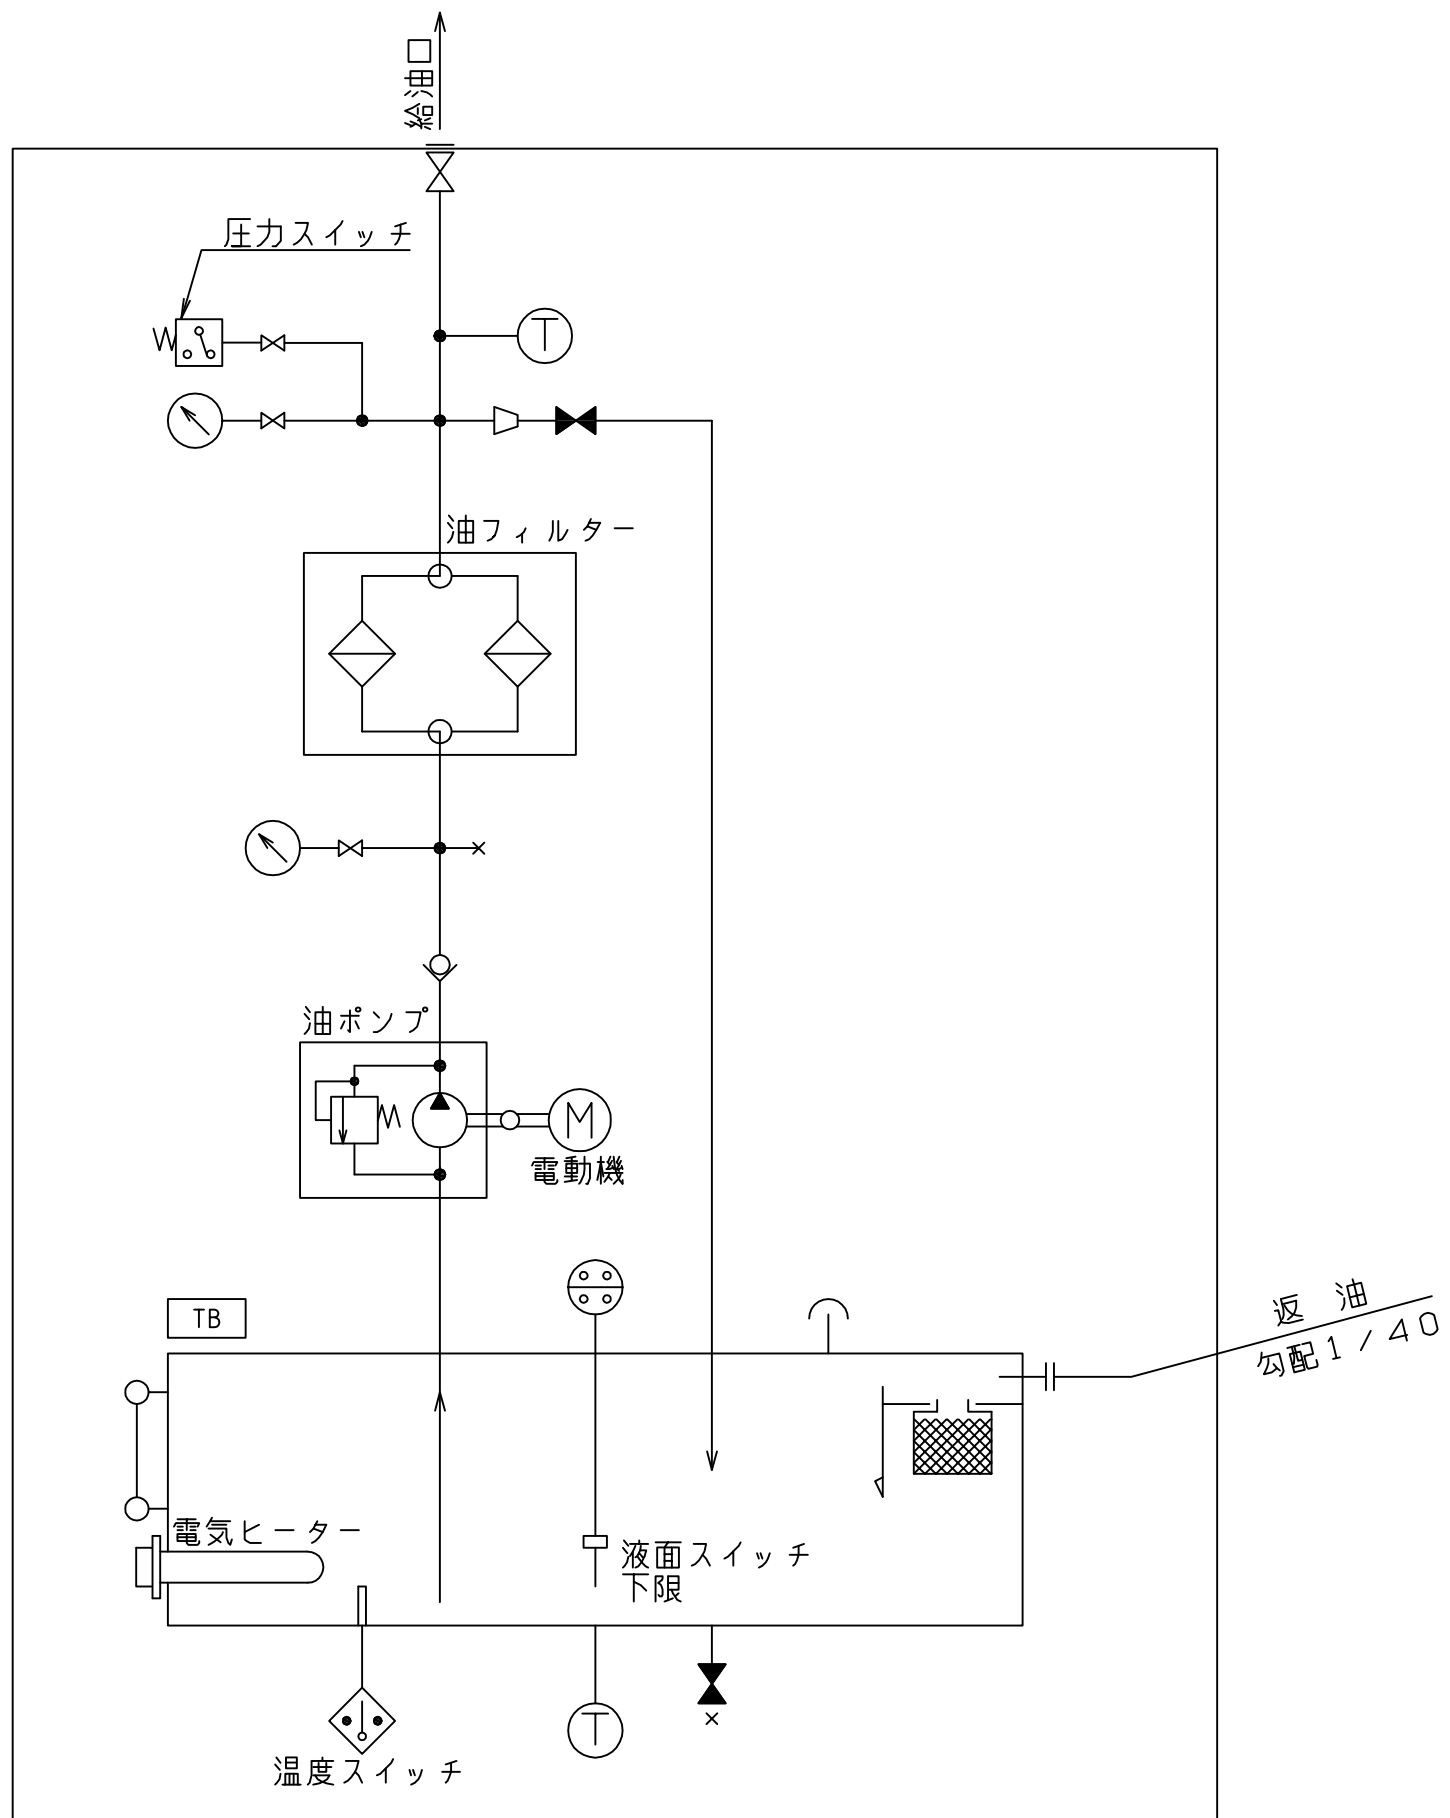 給油口
圧力スイッチ
T
油フィルター
油ポンプ
M
電動機
TB
返 油
勾配1/40
電気ヒーター
液面スイッチ
下限
T
温度スイッチ